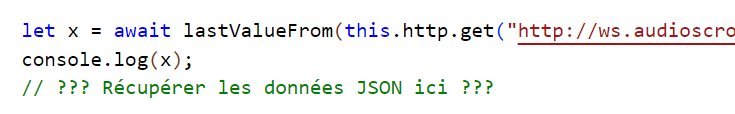 let x = await lastValueFrom(this.http.get("http://ws.audioscro
console.log(x);
// ??? Récupérer les données JSON ici ???